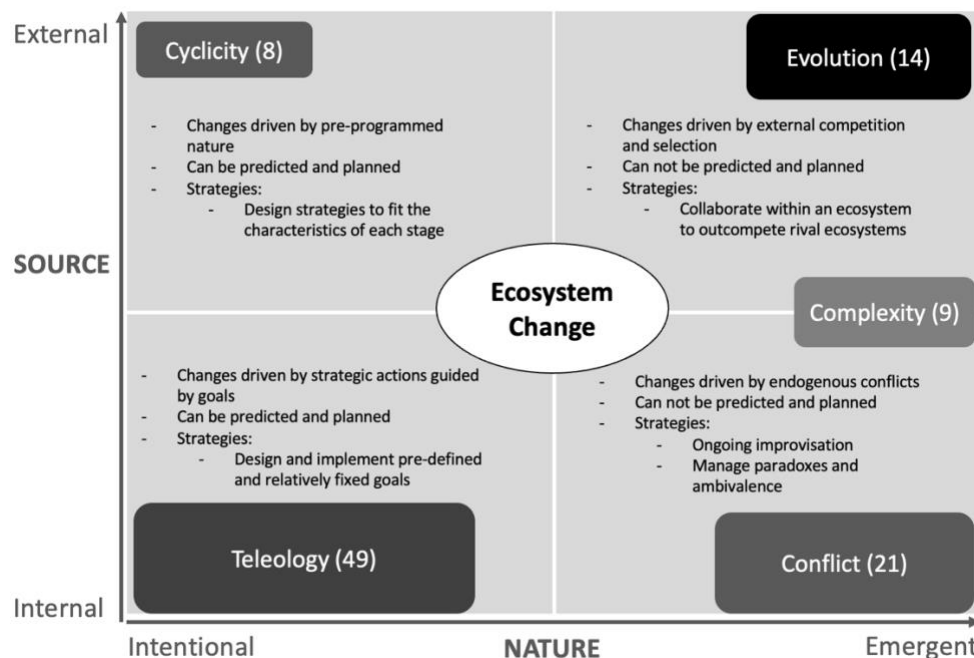 External
Cyclicity (8)
- Changes driven by pre-programmed
nature
- Can be predicted and planned
- Strategies:
- Design strategies to fit the
characteristics of each stage
Evolution (14)
- Changes driven by external competition
and selection
- Can not be predicted and planned
- Strategies:
- Collaborate within an ecosystem
to outcompete rival ecosystems
SOURCE
Ecosystem
Change
Complexity (9)
- Changes driven by strategic actions guided
by goals
- Can be predicted and planned
- Strategies:
- Design and implement pre-defined
and relatively fixed goals
Teleology (49)
- Changes driven by endogenous conflicts
- Can not be predicted and planned
- Strategies:
- Ongoing improvisation
- Manage paradoxes and
ambivalence
Conflict (21)
Internal
Intentional
NATURE
Emergent